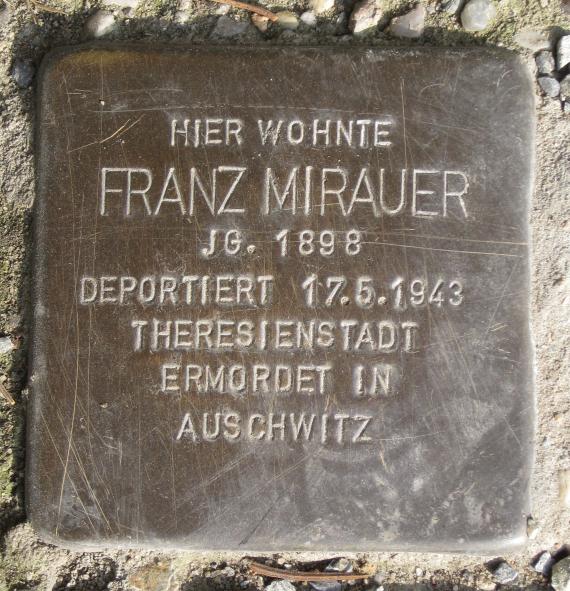 HIER WOHNTE
FRANZ MIRAUER
JG. 1898
DEPORTIERT 17.5.1943
THERESIENSTADT
ERMORDET IN
AUSCHWITZ